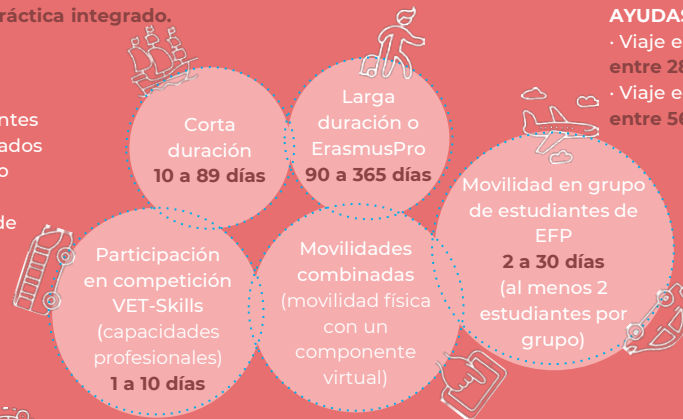 ráctica integrado.
AYUDAS
· Viaje e
entre 28
· Viaje e
entre 56
ntes
ados
o
de
Corta
duración
10 a 89 días
Larga
duración o
ErasmusPro
90 a 365 días
Movilidad en grupo
de estudiantes de
EFP
2 a 30 días
(al menos 2
estudiantes por
grupo)
Participación
en competición
VET-Skills
(capacidades
profesionales)
1 a 10 días
Movilidades
combinadas
(movilidad física
con un
componente
virtual)